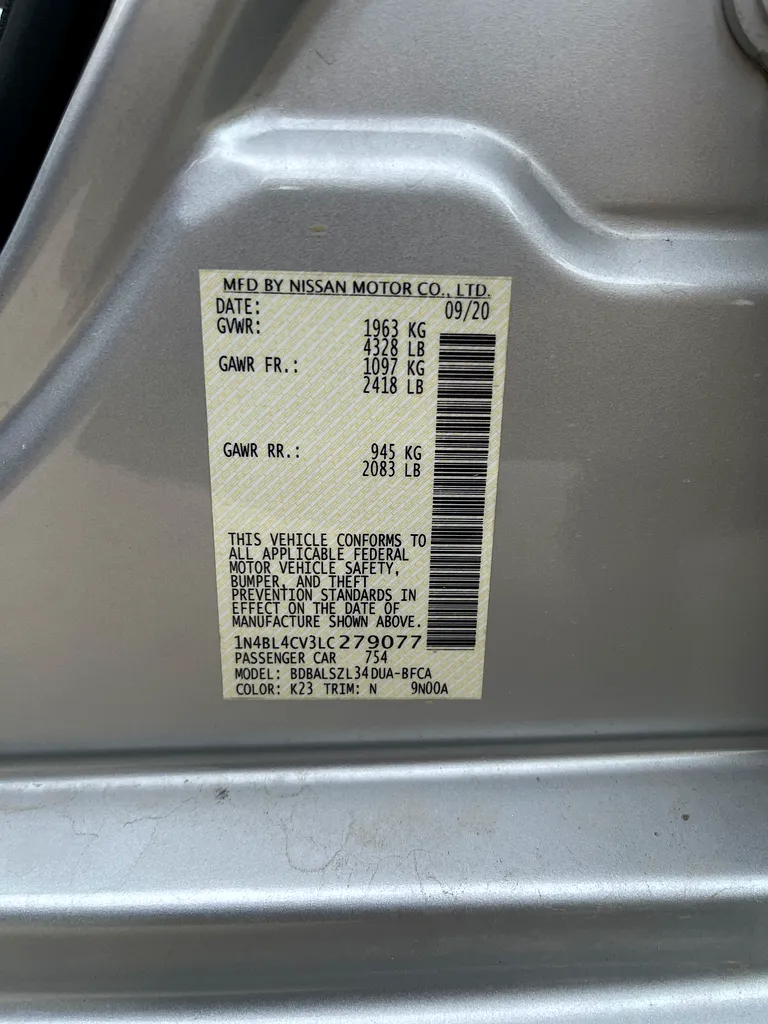 MFD BY NISSAN MOTOR CO., LTD.
DATE: 09/20
GVWR: 1963 KG
4328 LB
GAWR FR.: 1097 KG
2418 LB
GAWR RR.: 945 KG
2083 LB
THIS VEHICLE CONFORMS TO
ALL APPLICABLE FEDERAL
MOTOR VEHICLE SAFETY,
BUMPER, AND THEFT
PREVENTION STANDARDS IN
EFFECT ON THE DATE OF
MANUFACTURE SHOWN ABOVE.
1N4BL4CV3LC279077
PASSENGER CAR 754
MODEL: BDBALSZL34DUA-BFCA
COLOR: K23 TRIM: N 9N00A